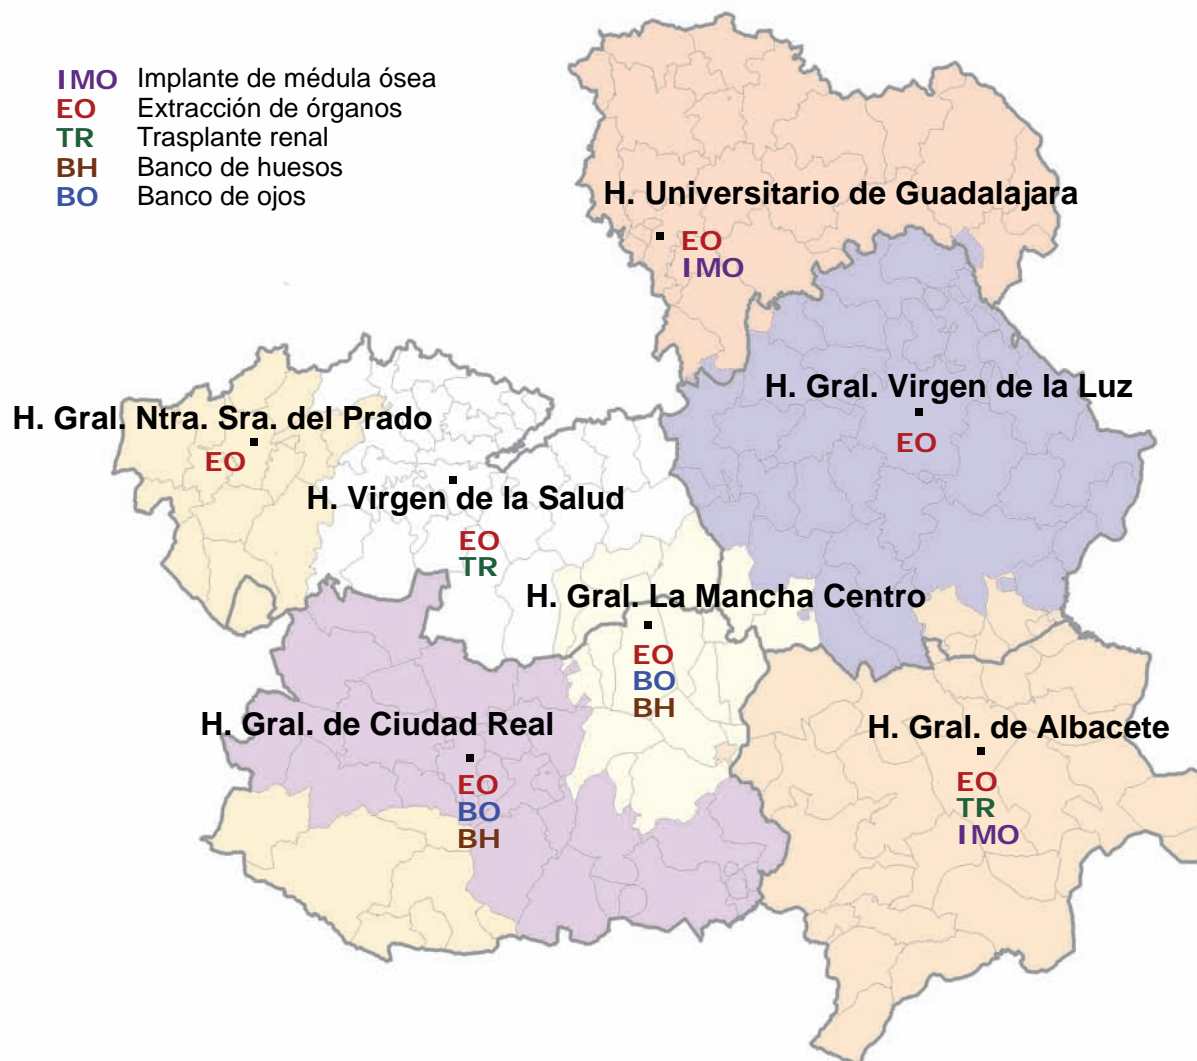 IMO Implante de médula ósea
EO Extracción de órganos
TR Trasplante renal
BH Banco de huesos
BO Banco de ojos
H. Universitario de Guadalajara
EO
IMO
H. Gral. Virgen de la Luz
EO
H. Gral. Ntra. Sra. del Prado
EO
H. Virgen de la Salud
EO
TR
H. Gral. La Mancha Centro
EO
BO
BH
H. Gral. de Ciudad Real
EO
BO
BH
H. Gral. de Albacete
EO
TR
IMO